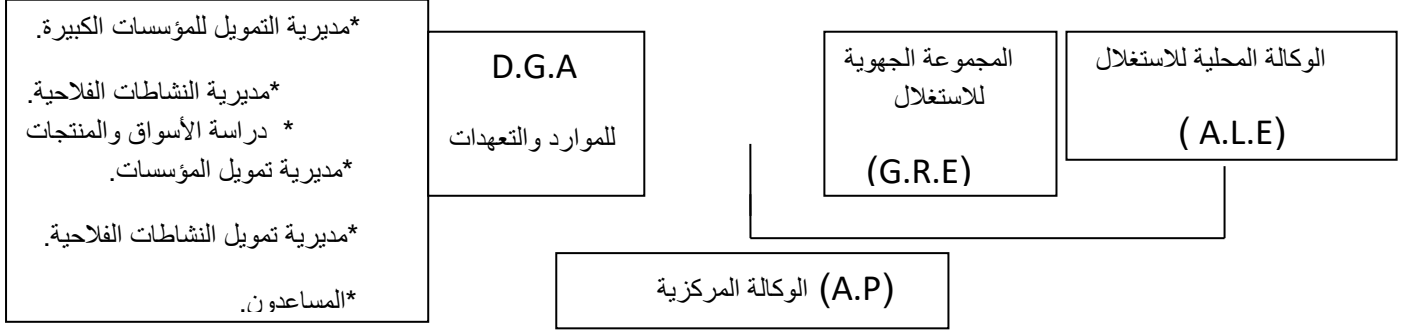 الوكالة المحلية للاستغلال
( A.L.E)
المجموعة الجهوية
للاستغلال
(G.R.E)
D.G.A
للموارد والتعهدات
*مديرية التمويل للمؤسسات الكبيرة.
*مديرية النشاطات الفلاحية.
* دراسة الأسواق والمنتجات
*مديرية تمويل المؤسسات.
*مديرية تمويل النشاطات الفلاحية.
*المساعدون.
(A.P) الوكالة المركزية